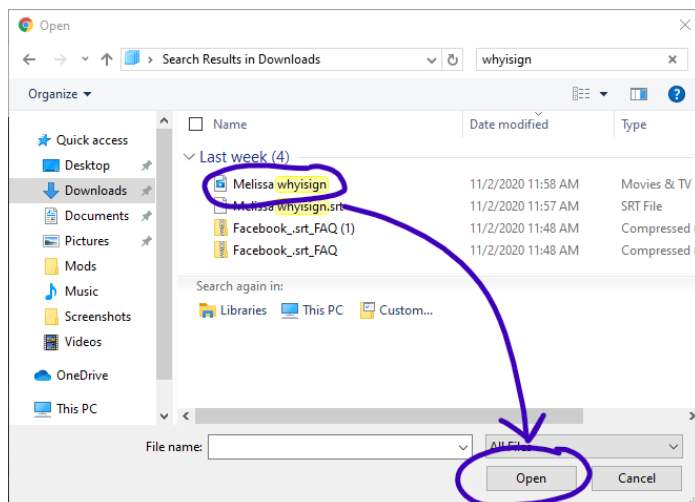 Open
Search Results in Downloads
whyisign
Organize
?
Name
Date modified
Type
Quick access
Last week (4)
Desktop
Melissa whyisign
11/2/2020 11:58 AM
Movies & TV
Downloads
Melissa whyisign.srt
11/2/2020 11:57 AM
SRT File
Documents
Facebook_.srt_FAQ (1)
11/2/2020 11:48 AM
Compressed
Pictures
Facebook_.srt_FAQ
11/2/2020 11:48 AM
Compressed
Mods
Search again in:
Music
Libraries
This PC
Custom...
Screenshots
Videos
OneDrive
This PC
File name:
All Files
Open
Cancel